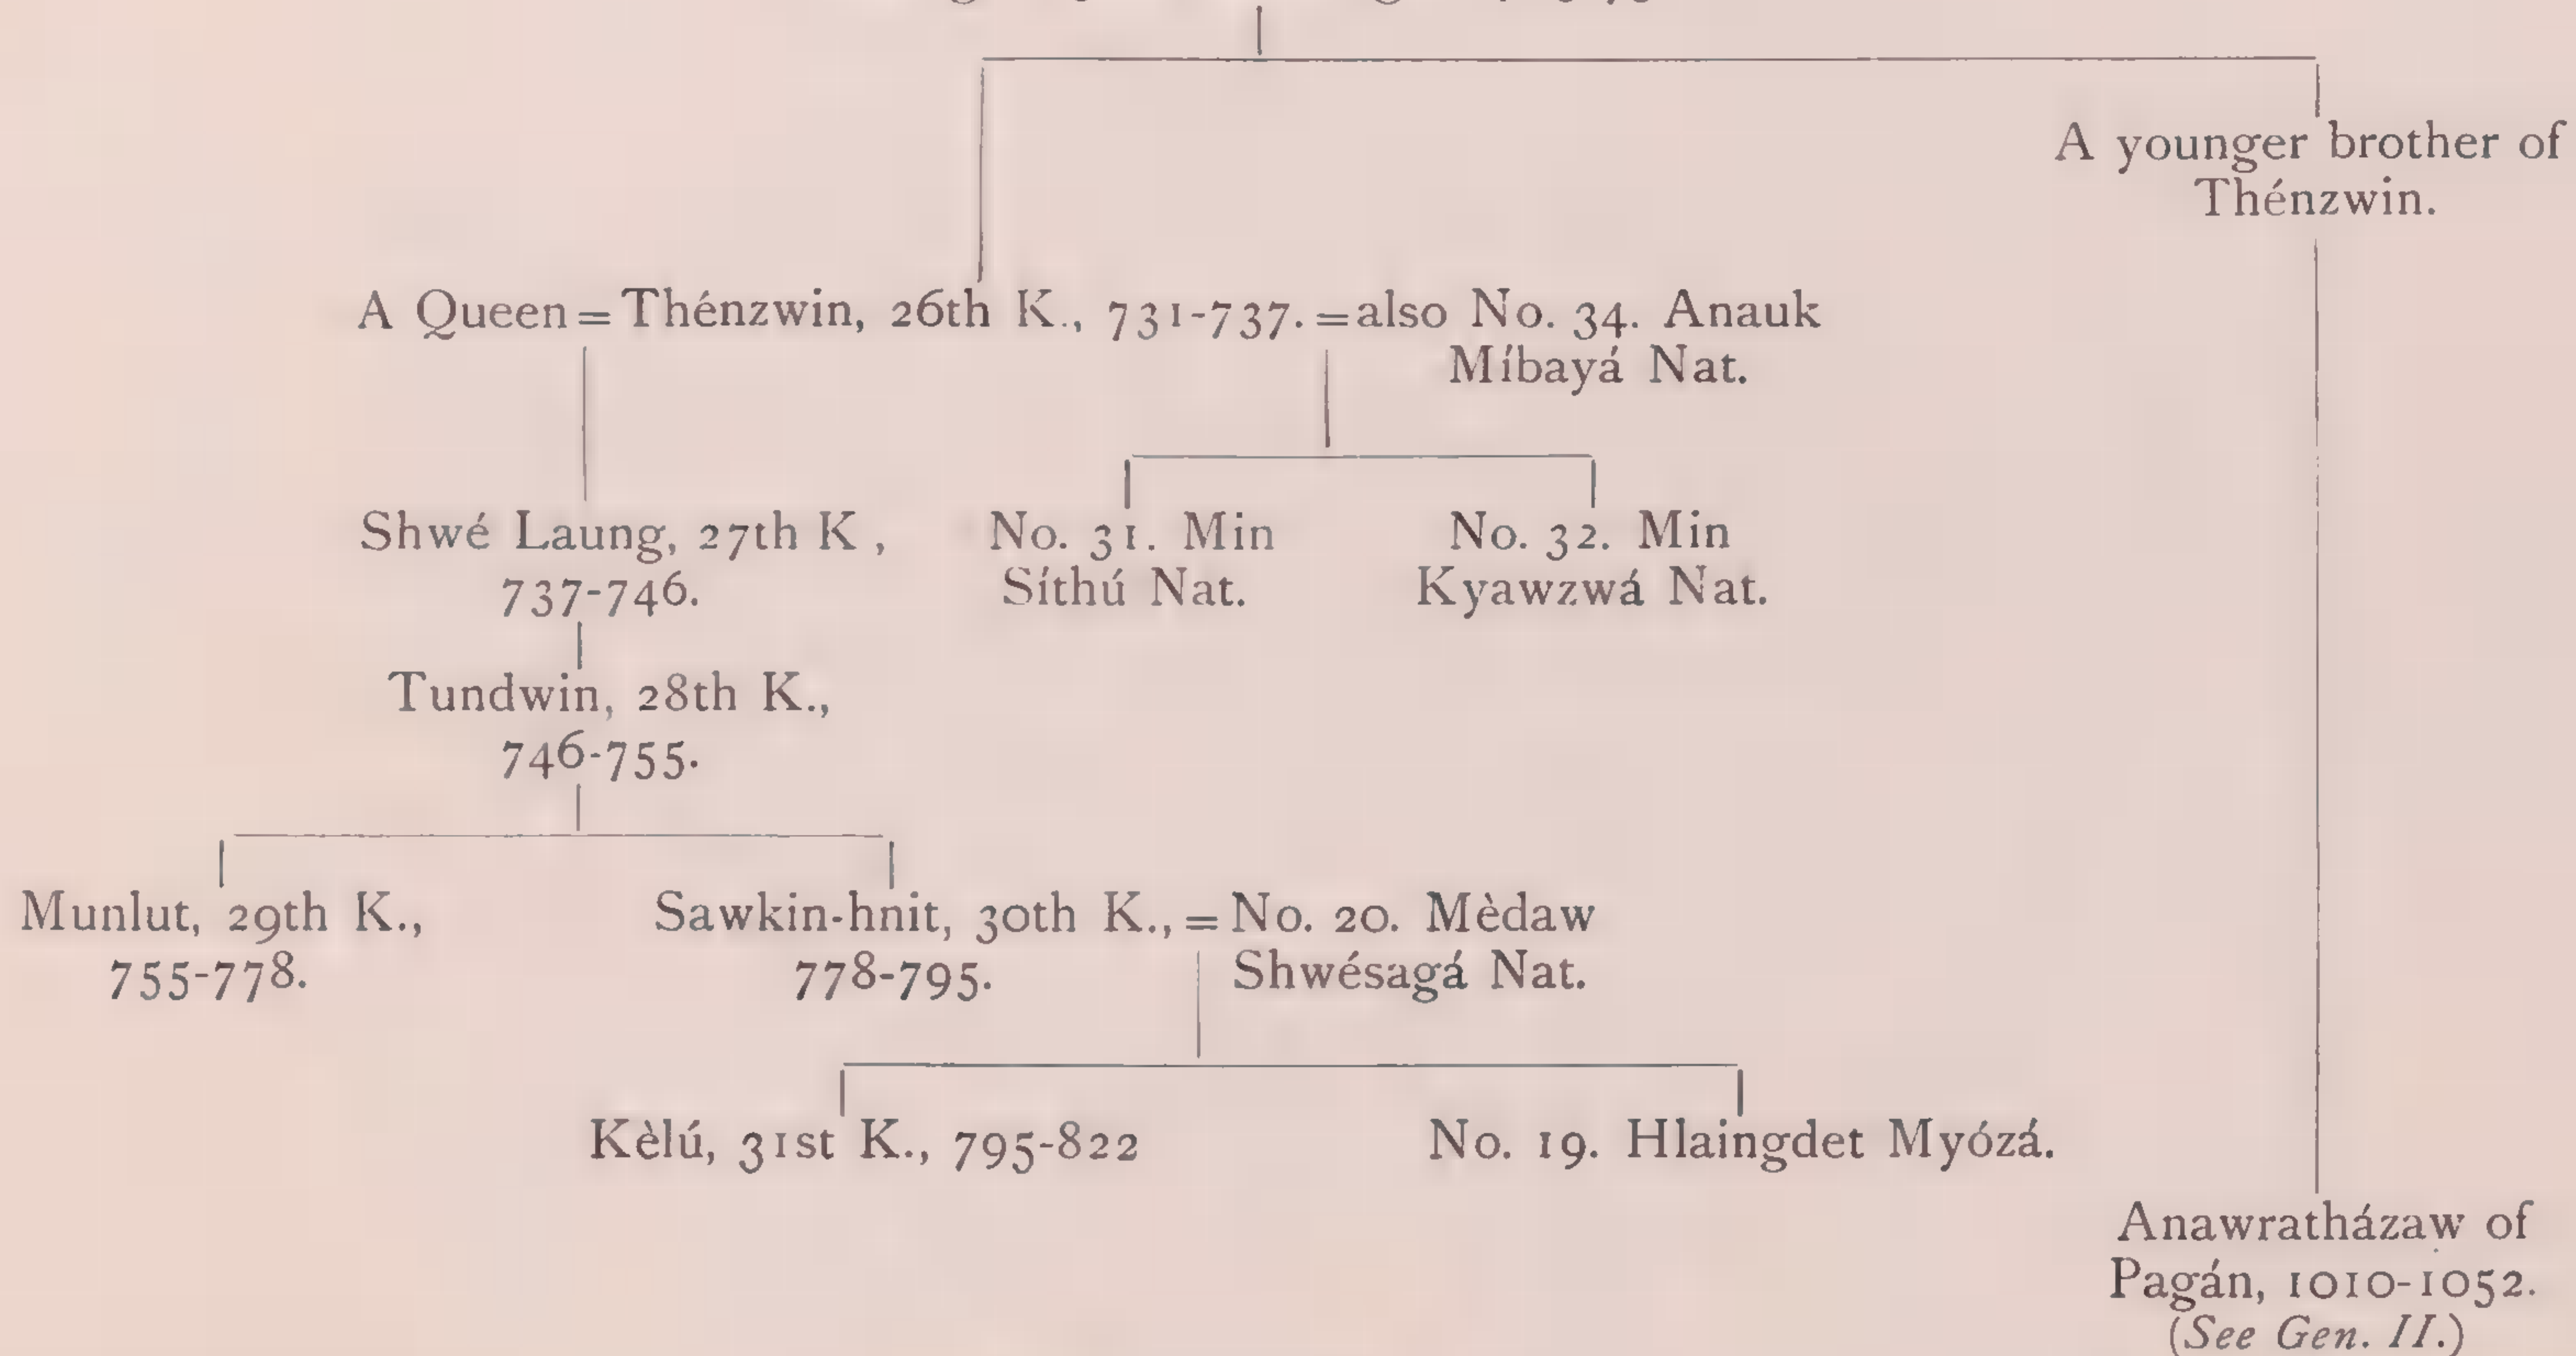 A younger brother of
Thénzwin.
A Queen = Thénzwin, 26th K., 731-737. = also No. 34. Anauk
Míbayá Nat.
Shwé Laung, 27th K ,
737-746.
No. 31. Min
Síthú Nat.
No. 32. Min
Kyawzwá Nat.
Tundwin, 28th K.,
746-755.
Munlut, 29th K.,
755-778.
Sawkin-hnit, 30th K., =
778-795.
No. 20. Mèdaw
Shwésagá Nat.
Kèlú, 31st K., 795-822
No. 19. Hlaingdet Myózá.
Anawratházaw of
Pagán, 1010-1052.
(See Gen. II.)